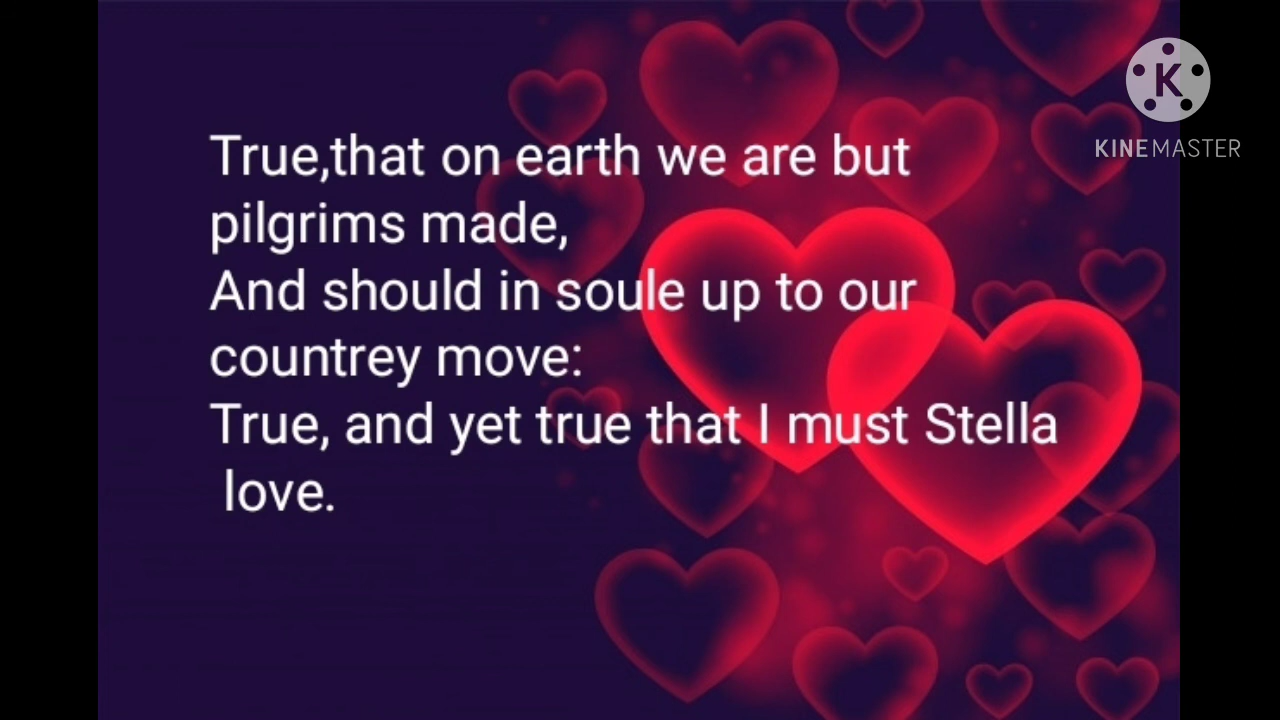 True,that on earth we are but
pilgrims made,
And should in soule up to our
countrey move:
True, and yet true that I must Stella
love.
K
KINEMASTER